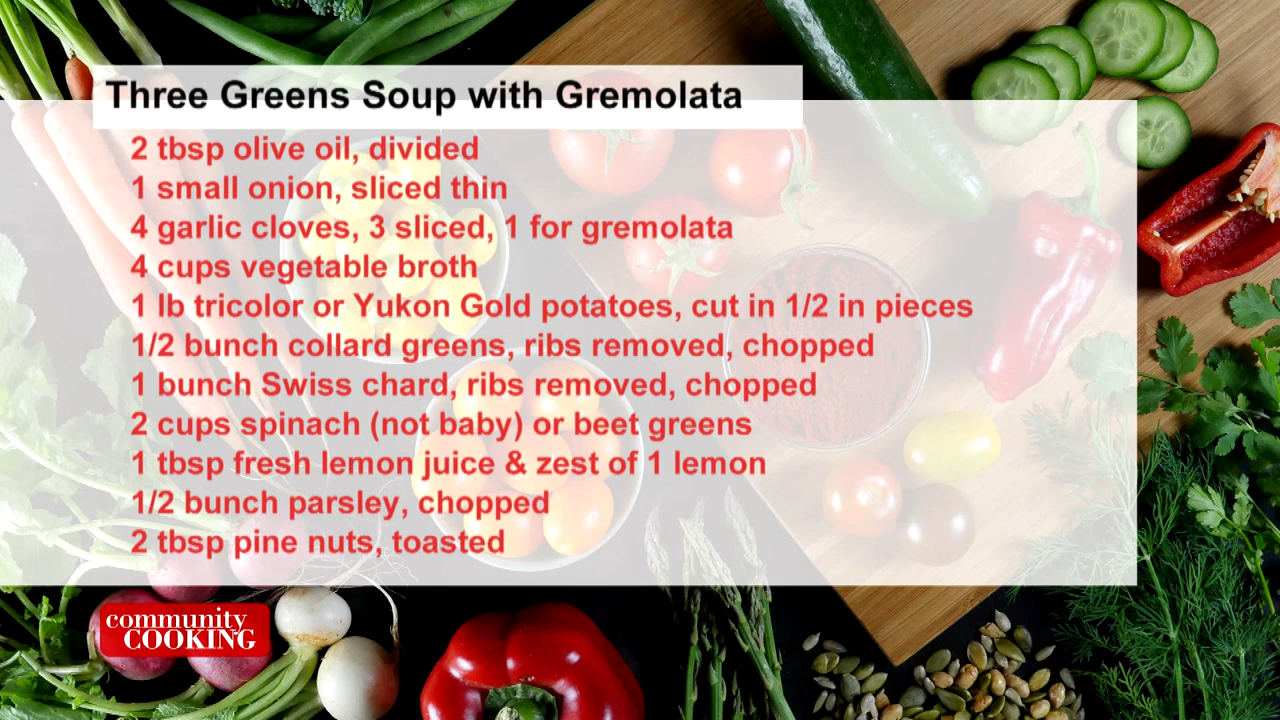 Three Greens Soup with Gremolata
2 tbsp olive oil, divided
1 small onion, sliced thin
4 garlic cloves, 3 sliced, 1 for gremolata
4 cups vegetable broth
1 lb tricolor or Yukon Gold potatoes, cut in 1/2 in pieces
1/2 bunch collard greens, ribs removed, chopped
1 bunch Swiss chard, ribs removed, chopped
2 cups spinach (not baby) or beet greens
1 tbsp fresh lemon juice & zest of 1 lemon
1/2 bunch parsley, chopped
2 tbsp pine nuts, toasted
community
COOKING